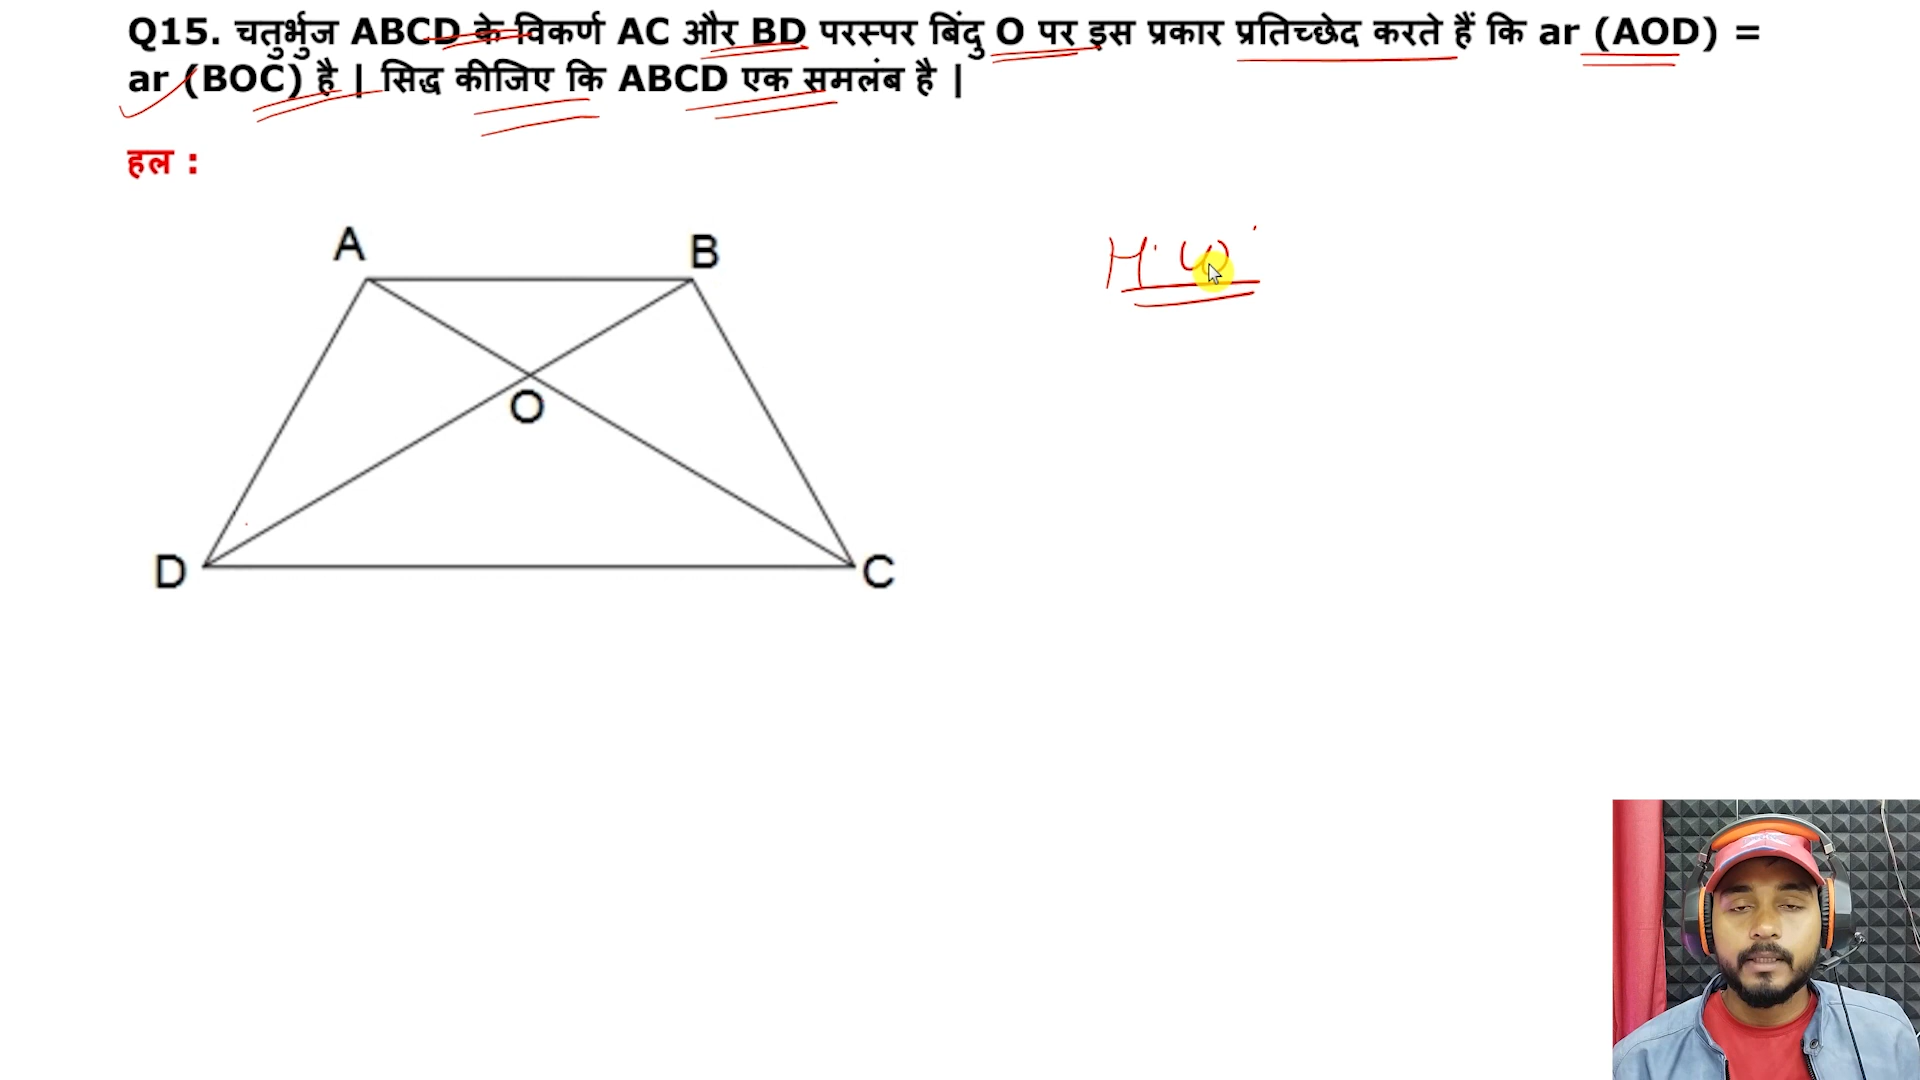 Q15. चतुर्भुज ABCD के विकर्ण AC और BD परस्पर बिंदु O पर इस प्रकार प्रतिच्छेद करते हैं कि ar (AOD) =
ar (BOC) है | सिद्ध कीजिए कि ABCD एक समलंब है |
हल :
A
B
H.W.
O
D
C